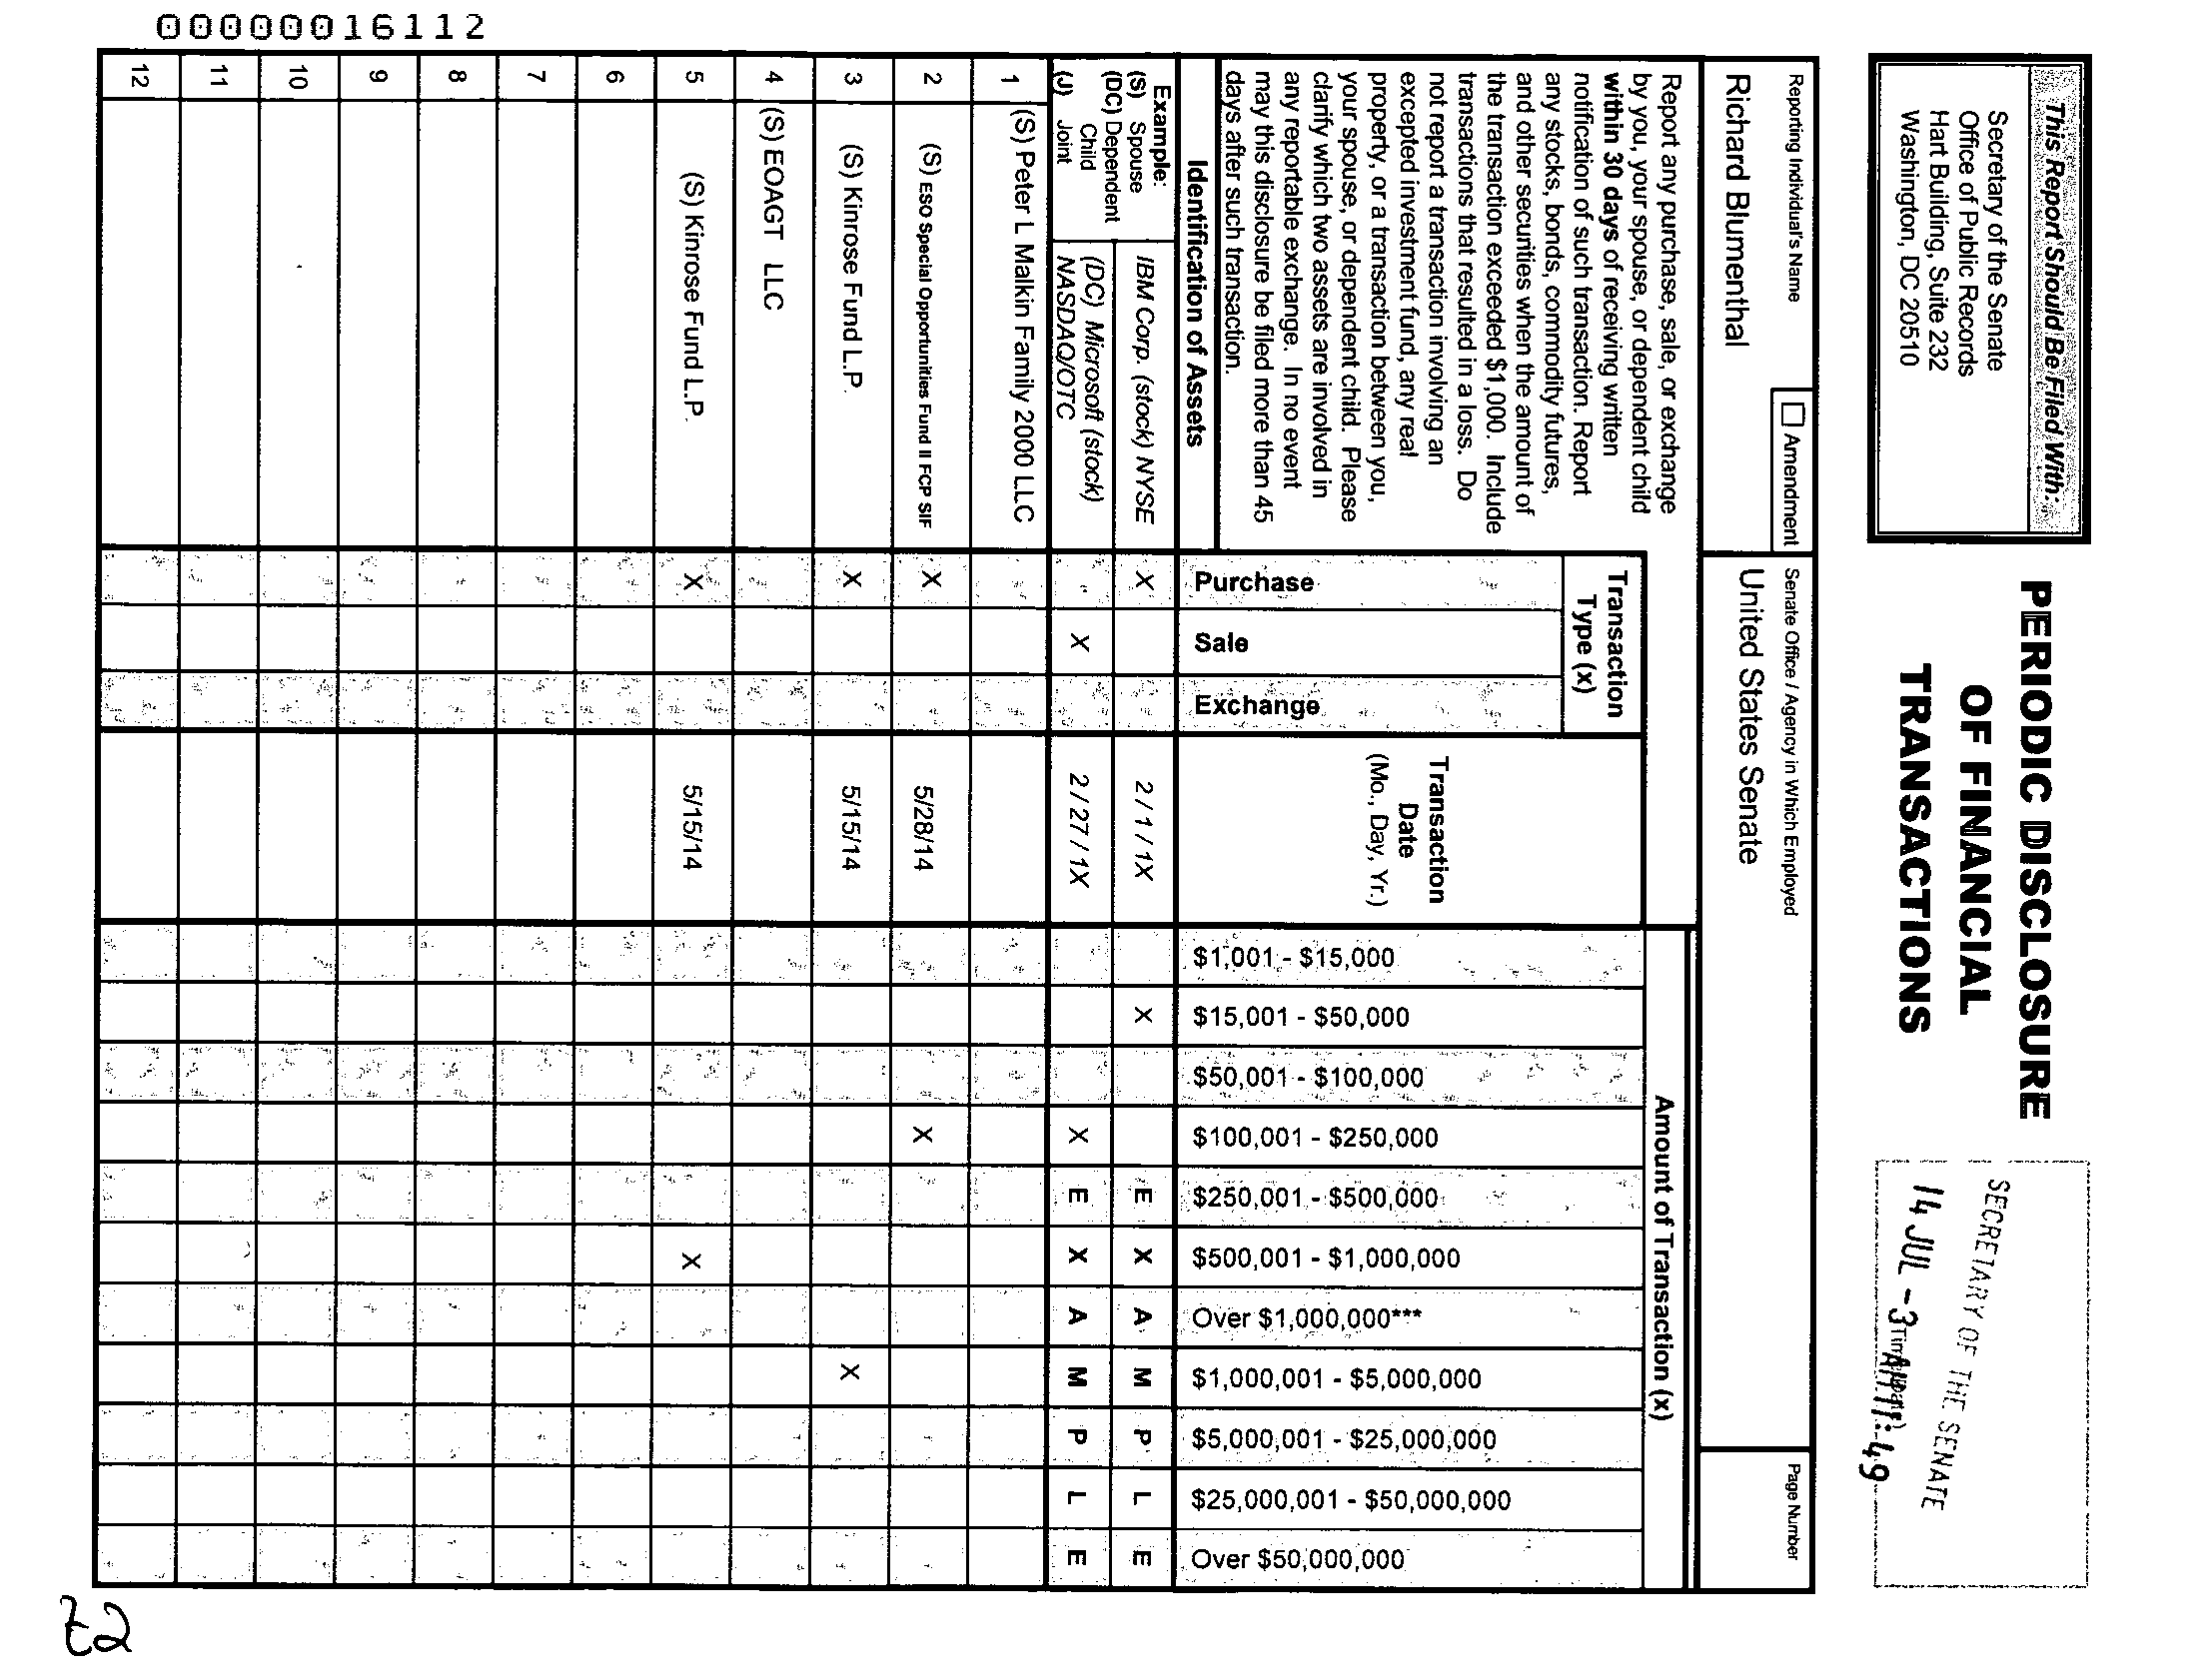 00000016112
This Report Should Be Filed With:
Secretary of the Senate
Office of Public Records
Hart Building, Suite 232
Washington, DC 20510
PERIODIC DISCLOSURE
OF FINANCIAL
TRANSACTIONS
SECRETARY OF THE SENATE
14 JUL -3 AM 11:49
Reporting Individual's Name
Richard Blumenthal
Amendment
Senate Office / Agency in Which Employed
United States Senate
Page Number
Report any purchase, sale, or exchange
by you, your spouse, or dependent child
within 30 days of receiving written
notification of such transaction. Report
any stocks, bonds, commodity futures,
and other securities when the amount of
the transaction exceeded $1,000. Include
transactions that resulted in a loss. Do
not report a transaction involving an
excepted investment fund, any real
property, or a transaction between you,
your spouse, or dependent child. Please
clarify which two assets are involved in
any reportable exchange. In no event
may this disclosure be filed more than 45
days after such transaction.
Identification of Assets
Transaction
Type (x)
Purchase
Sale
Exchange
Transaction
Date
(Mo., Day, Yr.)
Amount of Transaction (x)
$1,001 - $15,000
$15,001 - $50,000
$50,001 - $100,000
$100,001 - $250,000
$250,001 - $500,000
$500,001 - $1,000,000
Over $1,000,000***
$1,000,001 - $5,000,000
$5,000,001 - $25,000,000
$25,000,001 - $50,000,000
Over $50,000,000
Example:
(S) Spouse
(DC) Dependent
Child
(J) Joint
IBM Corp. (stock) NYSE X 2 / 1 / 1X X E X A M P L E
(DC) Microsoft (stock)
NASDAQ/OTC X 2 / 27 / 1X X E X A M P L E
1 (S) Peter L Malkin Family 2000 LLC
2 (S) ESO Special Opportunities Fund II FCP SIF X 5/28/14 X
3 (S) Kinrose Fund L.P. X 5/15/14 X
4 (S) EOAGT LLC
5 (S) Kinrose Fund L.P. X 5/15/14 X
6
7
8
9
10
11
12